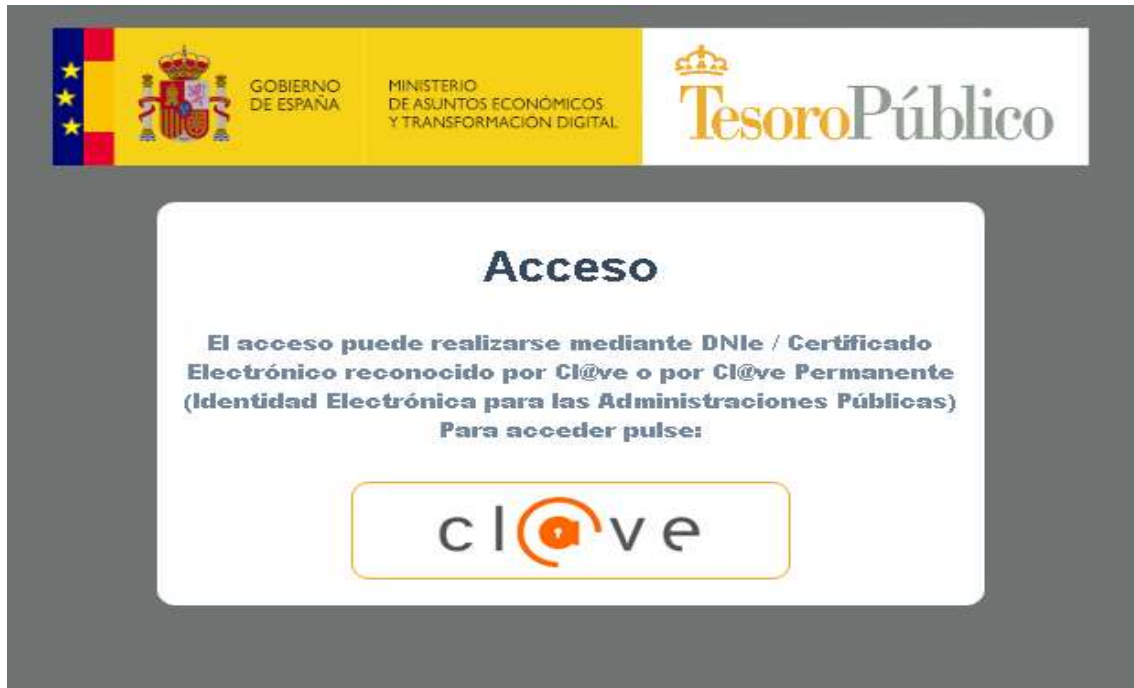 GOBIERNO
DE ESPAÑA
MINISTERIO
DE ASUNTOS ECONÓMICOS
Y TRANSFORMACIÓN DIGITAL
TesoroPúblico
Acceso
El acceso puede realizarse mediante DNIe / Certificado
Electrónico reconocido por Cl@ve o por Cl@ve Permanente
(Identidad Electrónica para las Administraciones Públicas)
Para acceder pulse:
cl@ve